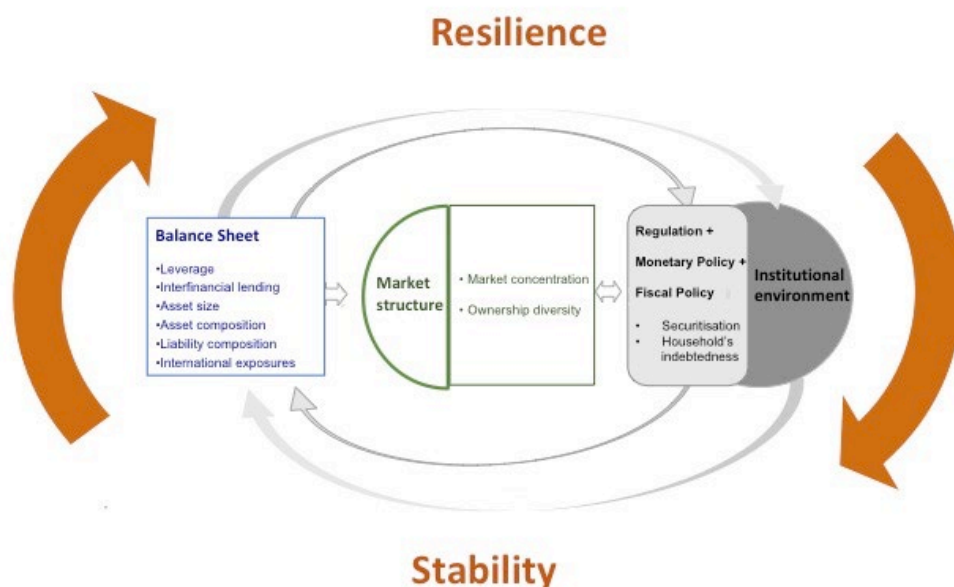 Resilience
Balance Sheet
•Leverage
•Interfinancial lending
•Asset size
•Asset composition
•Liability composition
•International exposures
Market
structure
• Market concentration
• Ownership diversity
Regulation +
Monetary Policy +
Fiscal Policy
• Securitisation
• Household's
indebtedness
Institutional
environment
Stability